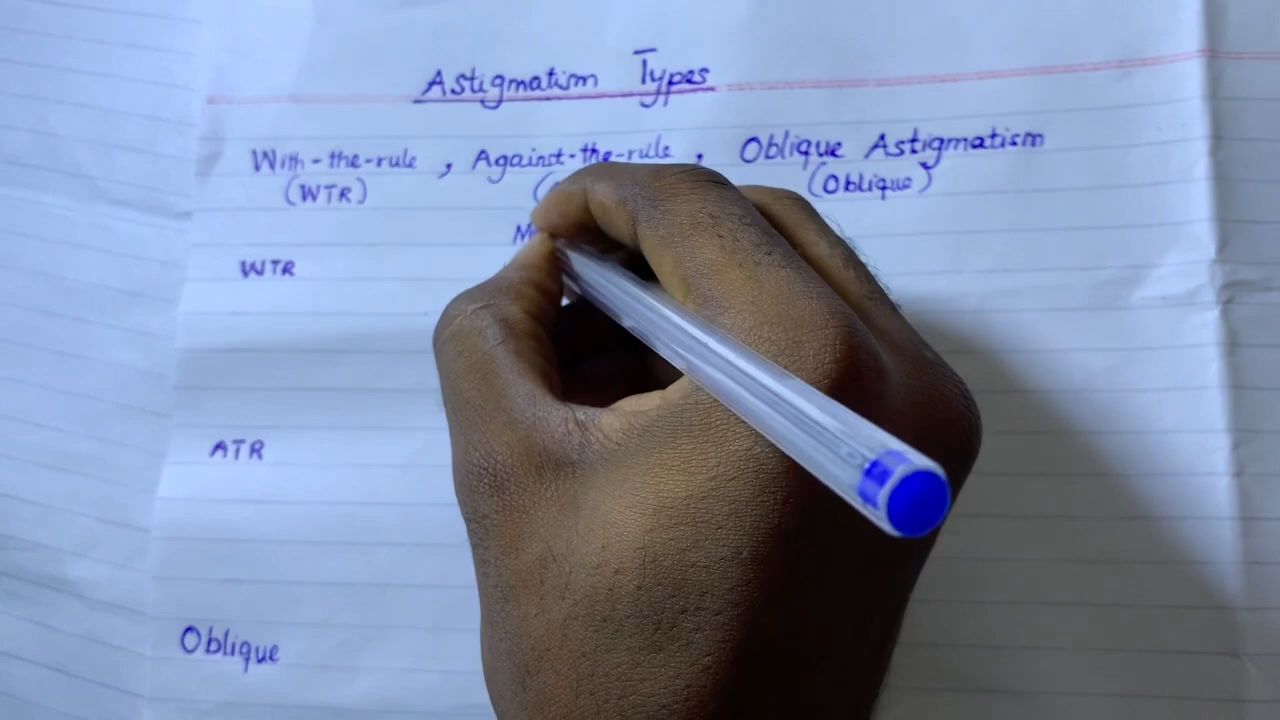 Astigmatism Types
With-the-rule , Against-the-rule , Oblique Astigmatism
(WTR) (Oblique)
WTR
ATR
Oblique